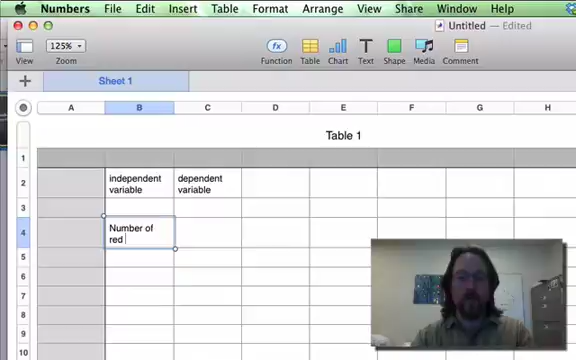 Numbers File Edit Insert Table Format Arrange View Share Window Help
Untitled — Edited
125%
View Zoom Function Table Chart Text Shape Media Comment
fx
Sheet 1
A B C D E F G H
Table 1
1
2 independent variable dependent variable
3
4 Number of
red
5
6
7
8
9
10